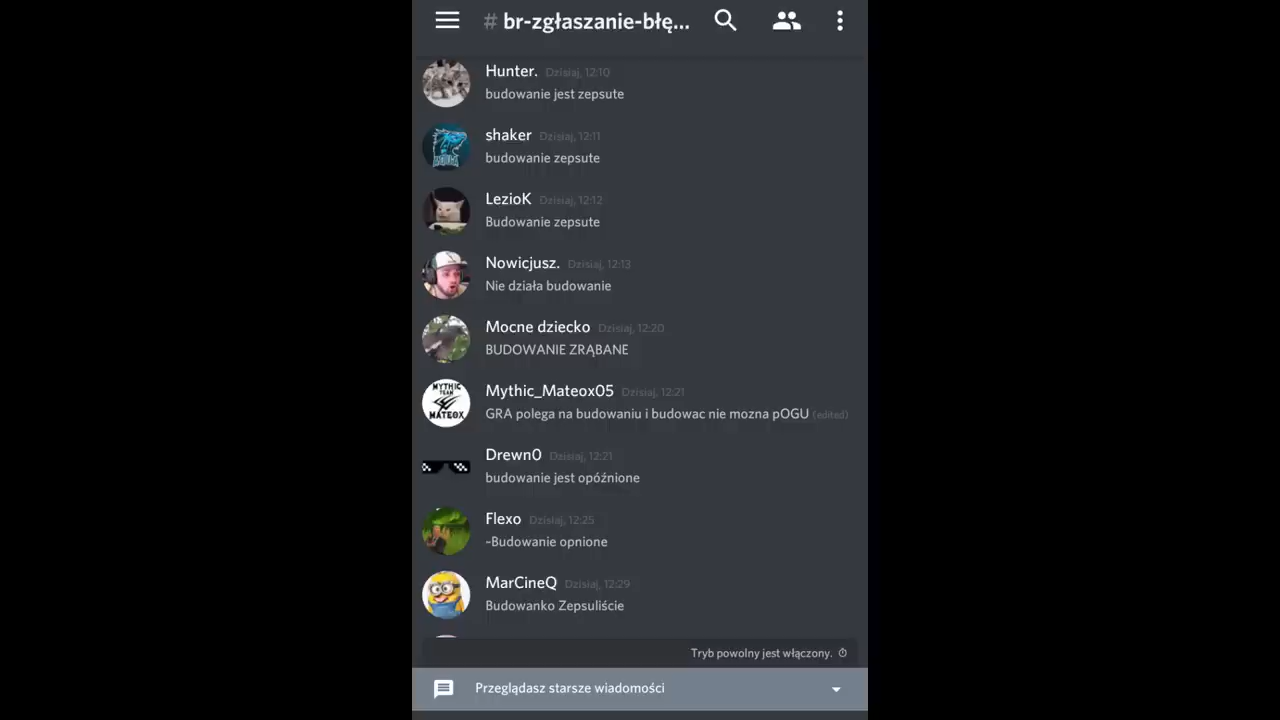 # br-zgłaszanie-błę...
Hunter. Dzisiaj, 12:10
budowanie jest zepsute
shaker Dzisiaj, 12:11
budowanie zepsute
LezioK Dzisiaj, 12:12
Budowanie zepsute
Nowicjusz. Dzisiaj, 12:13
Nie działa budowanie
Mocne dziecko Dzisiaj, 12:20
BUDOWANIE ZRĄBANE
MYTHIC
TEAM
MATEOX
Mythic_Mateox05 Dzisiaj, 12:21
GRA polega na budowaniu i budowac nie mozna pOGU (edited)
Drewn0 Dzisiaj, 12:21
budowanie jest opóźnione
Flexo Dzisiaj, 12:25
-Budowanie opnione
MarCineQ Dzisiaj, 12:29
Budowanko Zepsuliście
Tryb powolny jest włączony.
Przeglądasz starsze wiadomości